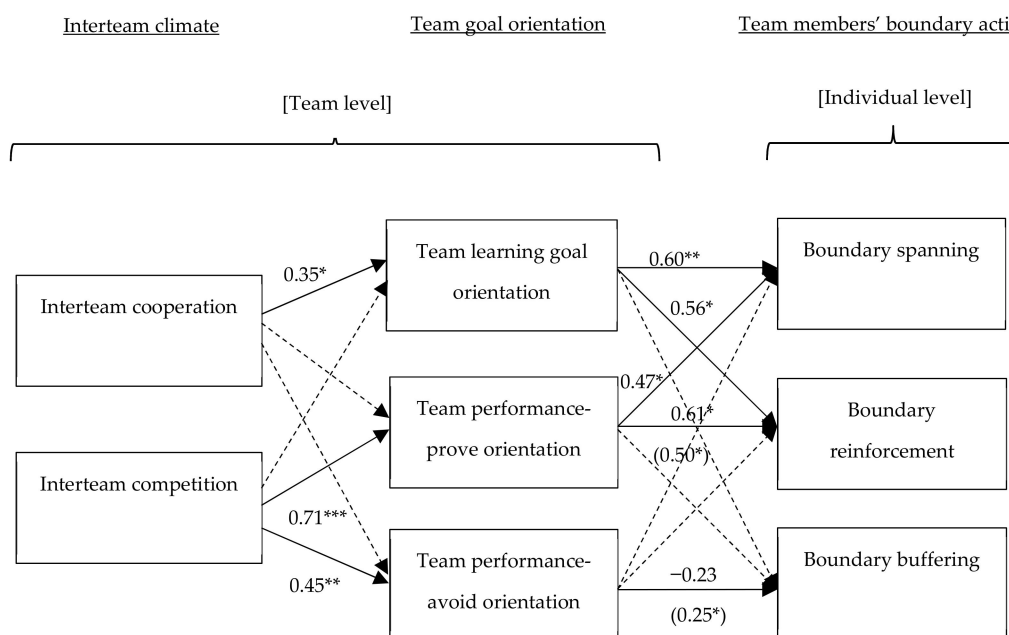 Interteam climate
Team goal orientation
Team members’ boundary acti
[Team level]
[Individual level]
Interteam cooperation
Interteam competition
Team learning goal
orientation
Team performance-
prove orientation
Team performance-
avoid orientation
Boundary spanning
Boundary
reinforcement
Boundary buffering
0.35*
0.71***
0.45**
0.60**
0.56*
0.47*
0.61*
(0.50*)
−0.23
(0.25*)